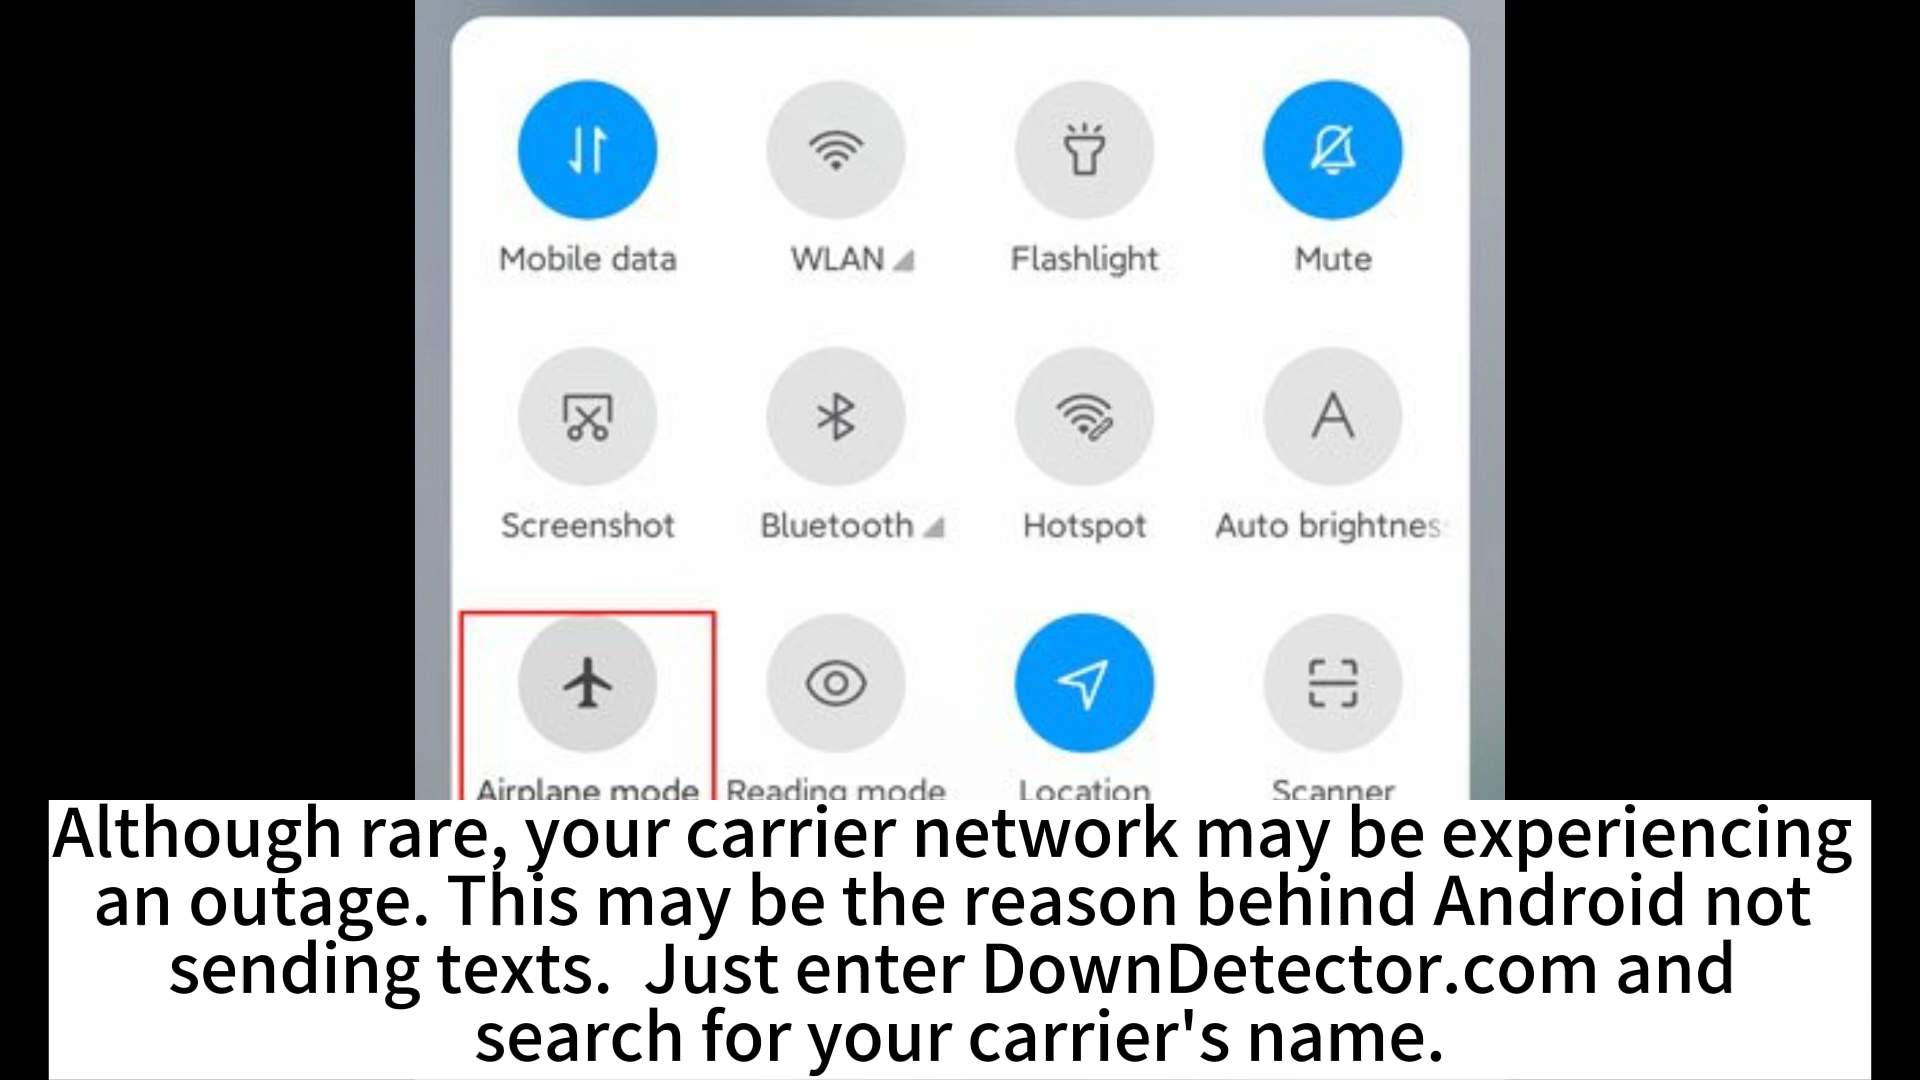 Mobile data WLAN Flashlight Mute
Screenshot Bluetooth Hotspot Auto brightnes
Airplane mode Reading mode Location Scanner
Although rare, your carrier network may be experiencing
an outage. This may be the reason behind Android not
sending texts.  Just enter DownDetector.com and
search for your carrier's name.